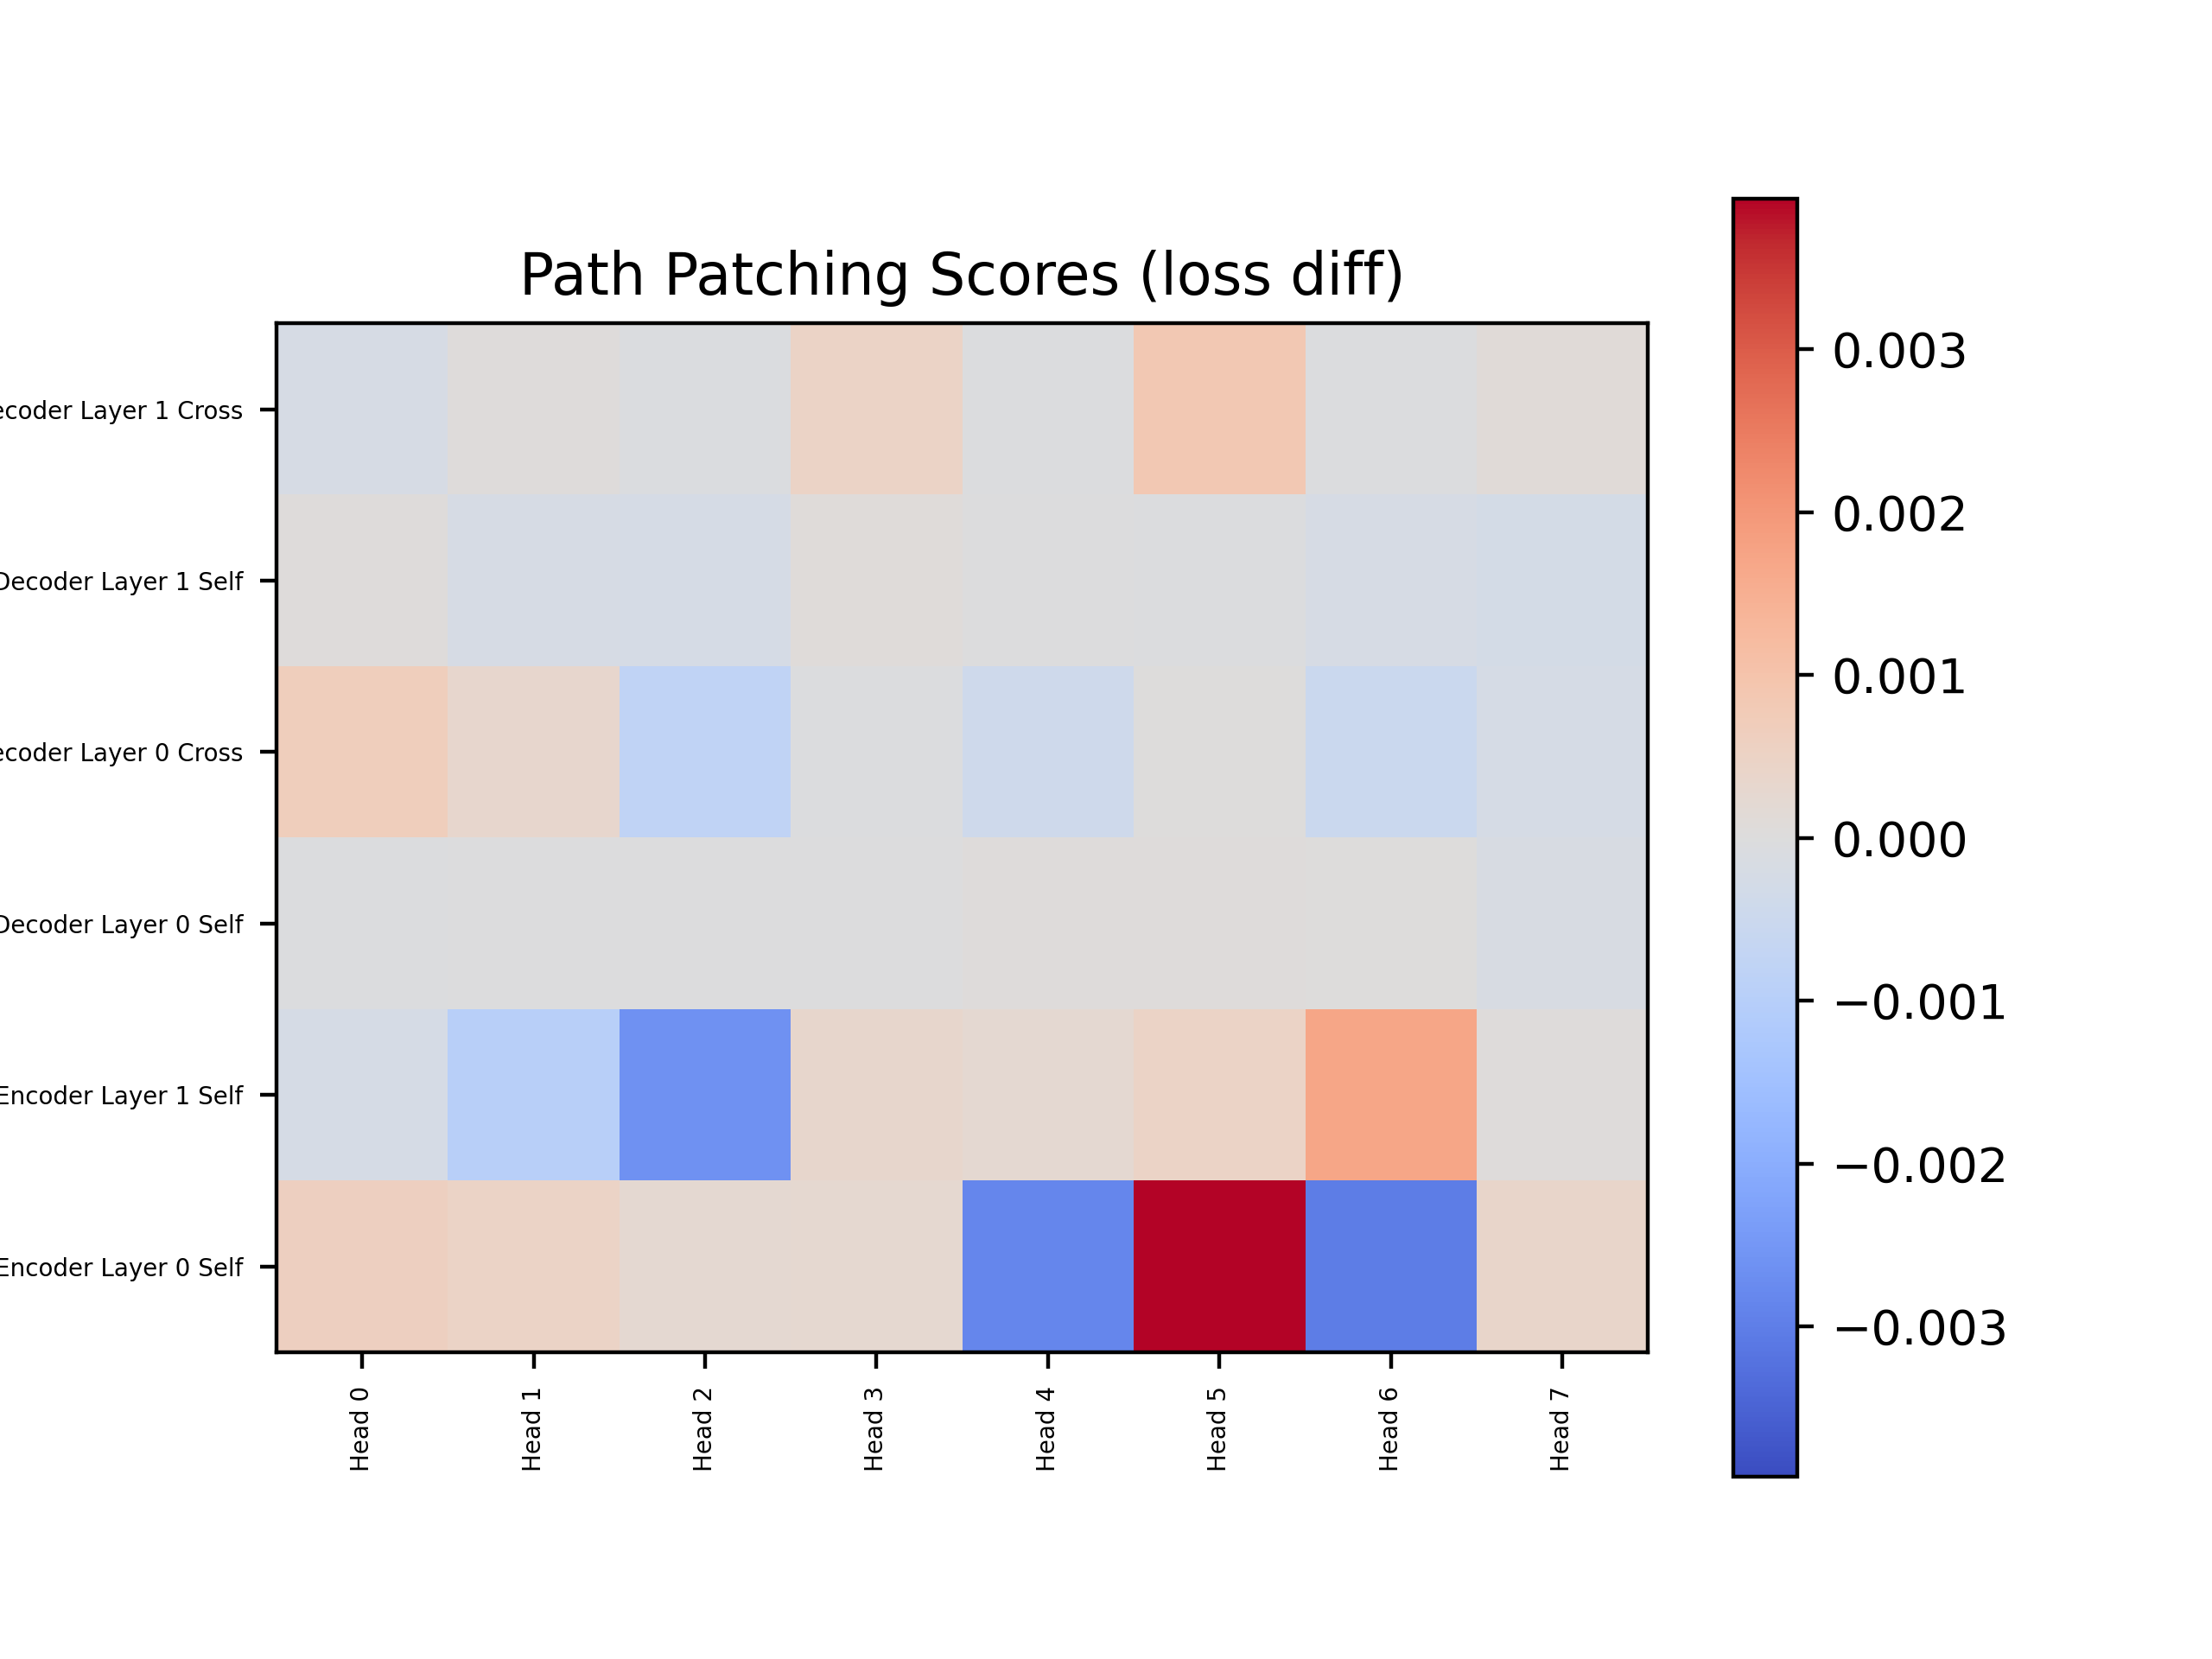 Path Patching Scores (loss diff)
ecoder Layer 1 Cross
Decoder Layer 1 Self
ecoder Layer 0 Cross
Decoder Layer 0 Self
Encoder Layer 1 Self
Encoder Layer 0 Self
Head 0
Head 1
Head 2
Head 3
Head 4
Head 5
Head 6
Head 7
0.003
0.002
0.001
0.000
−0.001
−0.002
−0.003